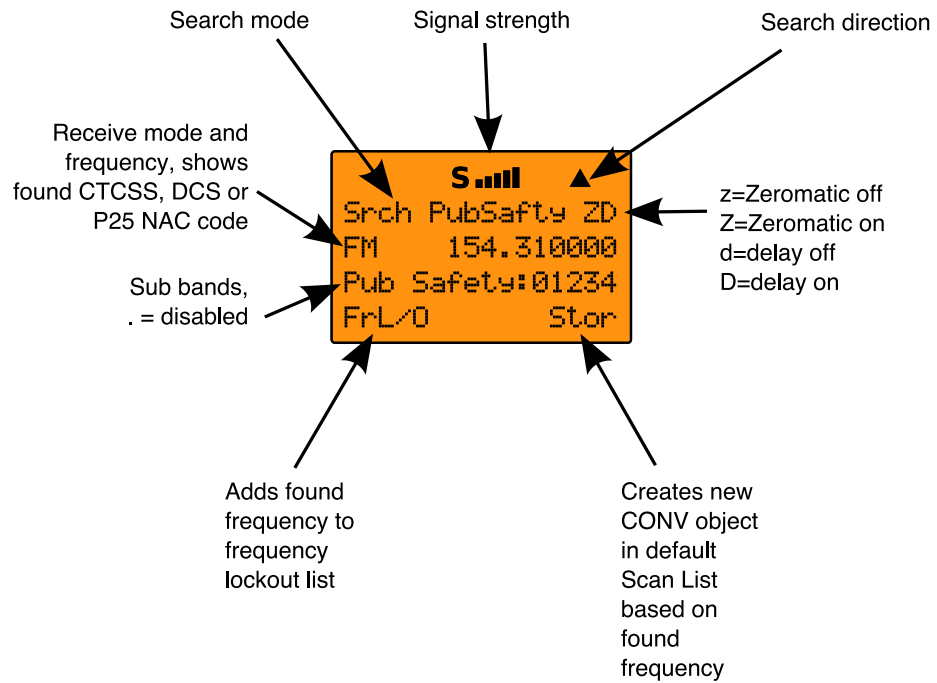 Search mode
Signal strength
Search direction
Receive mode and
frequency, shows
found CTCSS, DCS or
P25 NAC code
S
Srch PubSafty ZD
FM 154.310000
Pub Safety:01234
FrL/O Stor
z=Zeromatic off
Z=Zeromatic on
d=delay off
D=delay on
Sub bands,
. = disabled
Adds found
frequency to
frequency
lockout list
Creates new
CONV object
in default
Scan List
based on
found
frequency